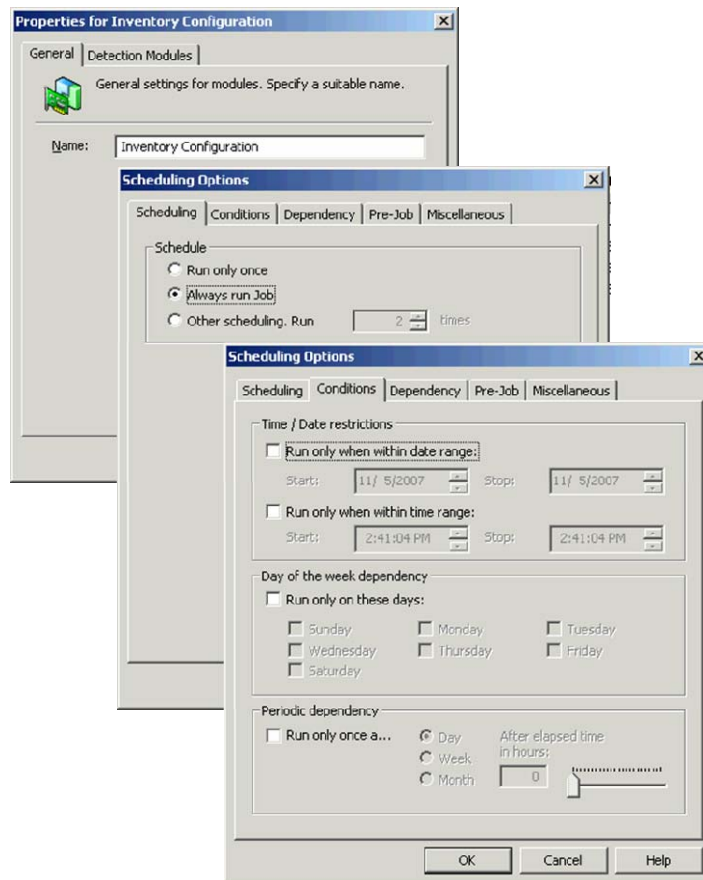 Properties for Inventory Configuration
General Detection Modules
General settings for modules. Specify a suitable name.
Name: Inventory Configuration
Scheduling Options
Scheduling Conditions Dependency Pre-Job Miscellaneous
Schedule
Run only once
Always run Job
Other scheduling. Run 2 times
Scheduling Options
Scheduling Conditions Dependency Pre-Job Miscellaneous
Time / Date restrictions
Run only when within date range:
Start: 11/ 5/2007 Stop: 11/ 5/2007
Run only when within time range:
Start: 2:41:04 PM Stop: 2:41:04 PM
Day of the week dependency
Run only on these days:
Sunday Monday Tuesday
Wednesday Thursday Friday
Saturday
Periodic dependency
Run only once a... Day After elapsed time
Week in hours:
Month 0
OK Cancel Help